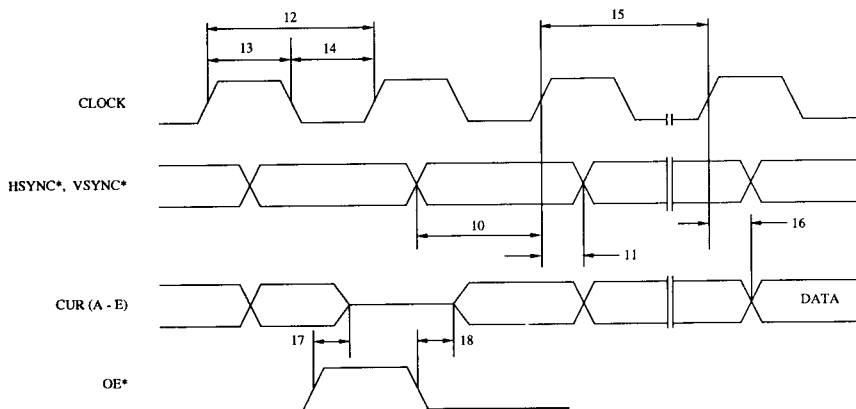 12
15
13
14
CLOCK
HSYNC*, VSYNC*
10
16
11
CUR (A - E)
DATA
17
18
OE*